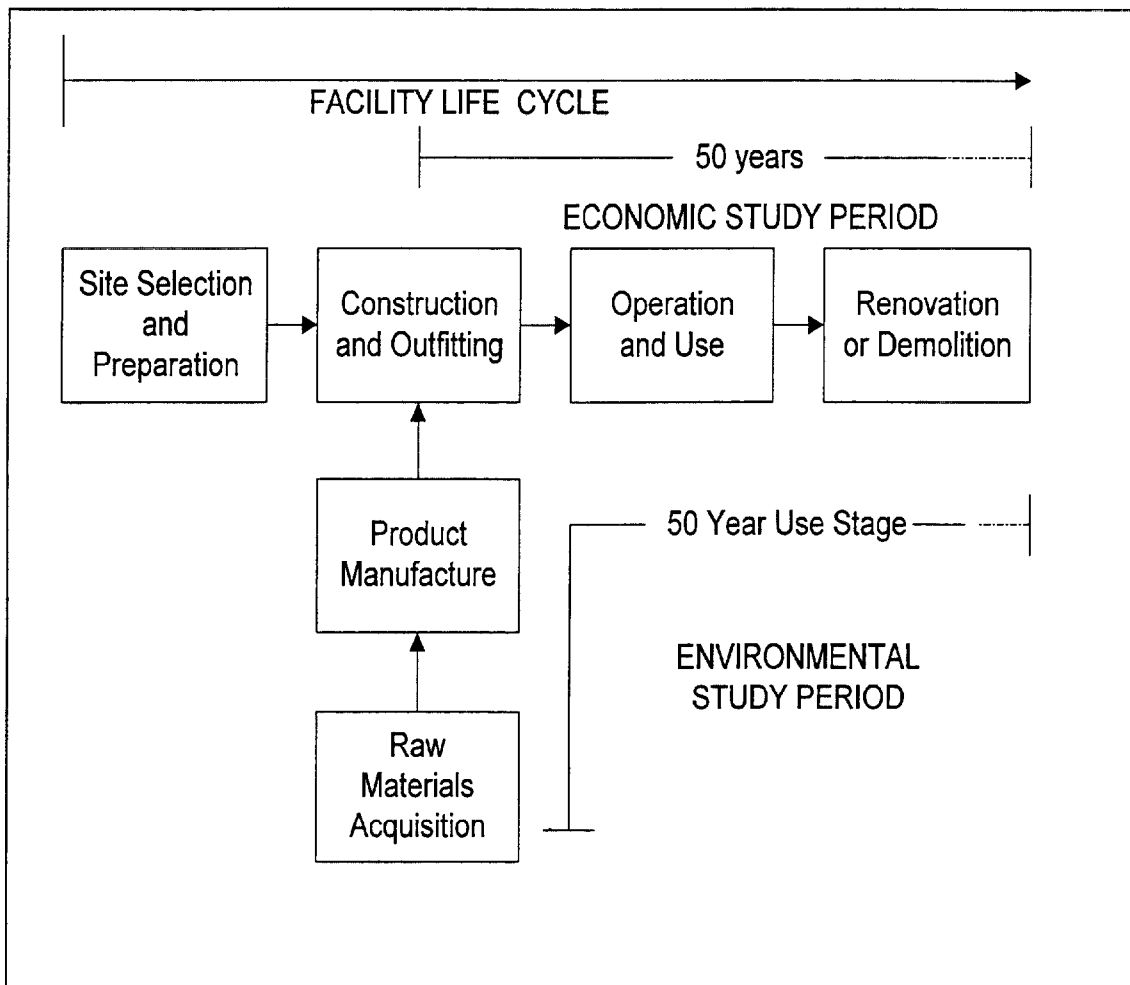 FACILITY LIFE CYCLE
50 years
ECONOMIC STUDY PERIOD
Site Selection
and
Preparation
Construction
and Outfitting
Operation
and Use
Renovation
or Demolition
Product
Manufacture
50 Year Use Stage
ENVIRONMENTAL
STUDY PERIOD
Raw
Materials
Acquisition